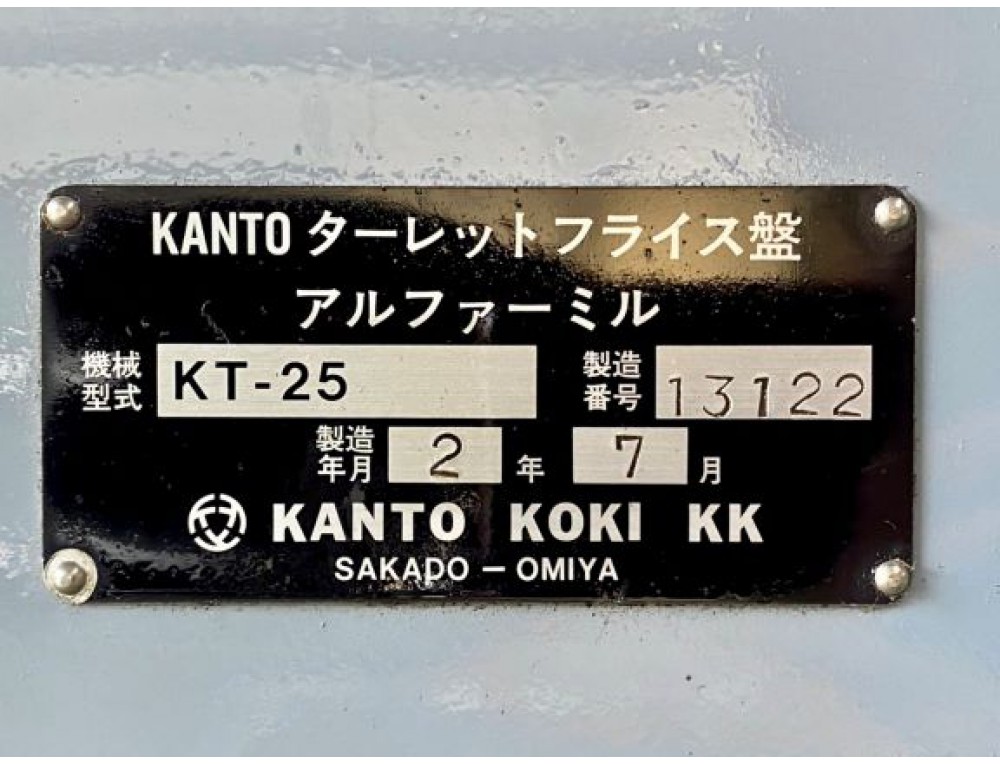 KANTO ターレットフライス盤
アルファーミル
機械型式 KT-25 製造番号 13122
製造年月 2 年 7 月
KANTO KOKI KK
SAKADO – OMIYA